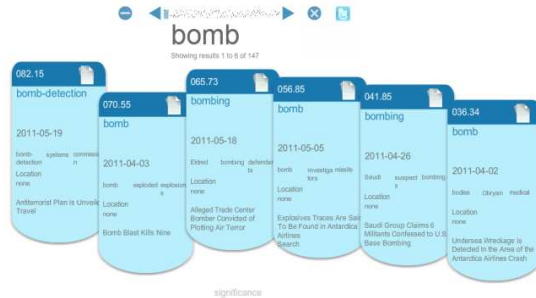 bomb
Showing results 1 to 6 of 147
082.15
bomb-detection
2011-05-19
bomb-detection systems commission
Location
none
Antiterrorist Plan is Unveile
Travel
070.55
bomb
2011-04-03
bomb exploded explosions
Location
none
Bomb Blast Kills Nine
065.73
bombing
2011-05-18
bombing defendants
Location
none
Alleged Trade Center
Bomber Convicted of
Plotting Air Terror
056.85
bomb
2011-05-05
bomb investigators missile
Location
none
Explosives Traces Are Said
To Be Found in Antardica
Airlines
Search
041.85
bombing
2011-04-26
Saudi suspects bombing
Location
none
Saudi Group Claims 6
Militants Confessed to U.S
Base Bombing
036.34
bomb
2011-04-02
bodies Obryan medical
Location
none
Undersea Wreckage is
Detected In the Area of the
Antardica Airlines Crash
significance